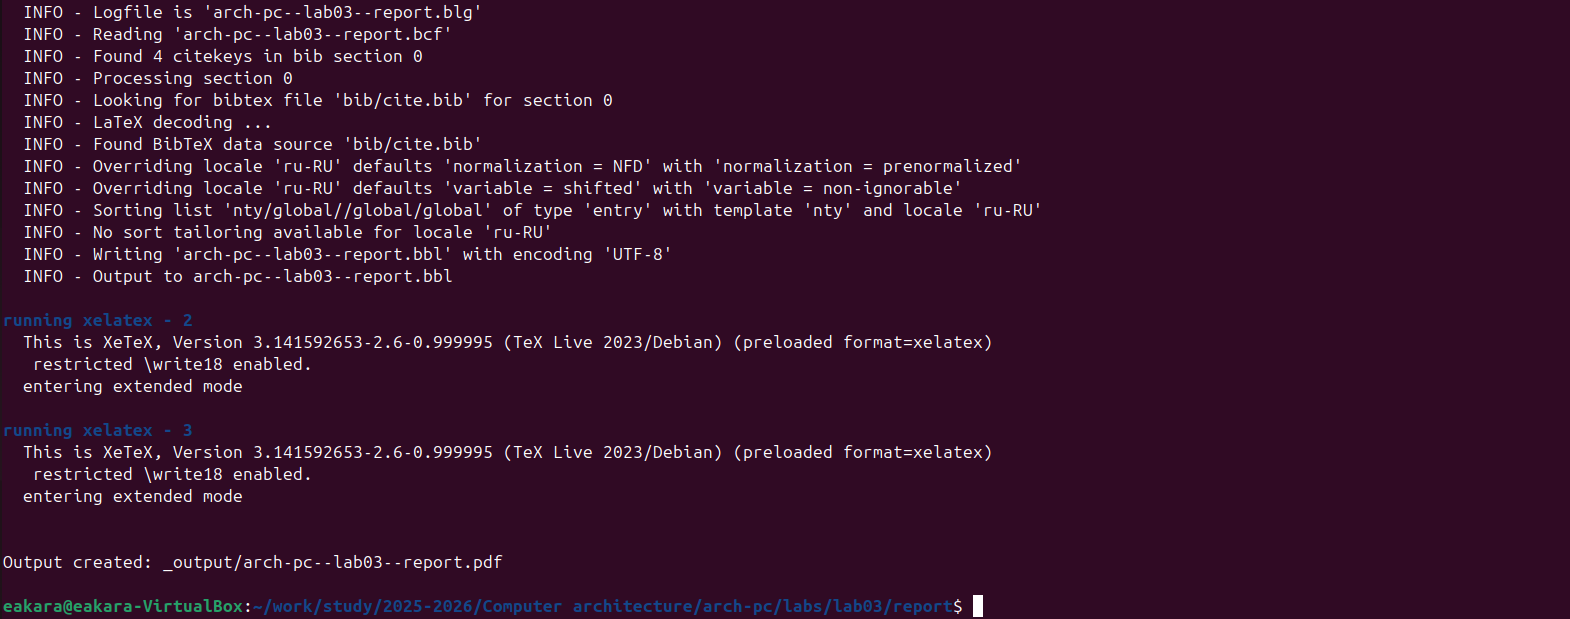 INFO - Logfile is 'arch-pc--lab03--report.blg'
INFO - Reading 'arch-pc--lab03--report.bcf'
INFO - Found 4 citekeys in bib section 0
INFO - Processing section 0
INFO - Looking for bibtex file 'bib/cite.bib' for section 0
INFO - LaTeX decoding ...
INFO - Found BibTeX data source 'bib/cite.bib'
INFO - Overriding locale 'ru-RU' defaults 'normalization = NFD' with 'normalization = prenormalized'
INFO - Overriding locale 'ru-RU' defaults 'variable = shifted' with 'variable = non-ignorable'
INFO - Sorting list 'nty/global//global/global' of type 'entry' with template 'nty' and locale 'ru-RU'
INFO - No sort tailoring available for locale 'ru-RU'
INFO - Writing 'arch-pc--lab03--report.bbl' with encoding 'UTF-8'
INFO - Output to arch-pc--lab03--report.bbl
running xelatex - 2
This is XeTeX, Version 3.141592653-2.6-0.999995 (TeX Live 2023/Debian) (preloaded format=xelatex)
restricted \write18 enabled.
entering extended mode
running xelatex - 3
This is XeTeX, Version 3.141592653-2.6-0.999995 (TeX Live 2023/Debian) (preloaded format=xelatex)
restricted \write18 enabled.
entering extended mode
Output created: _output/arch-pc--lab03--report.pdf
eakara@eakara-VirtualBox:~/work/study/2025-2026/Computer architecture/arch-pc/labs/lab03/report$